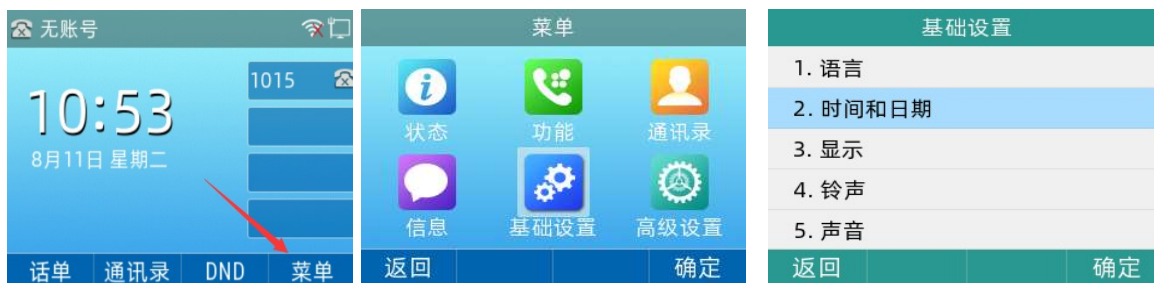 无账号
10:53
8月11日 星期二
1015
话单 通讯录 DND 菜单
菜单
状态 功能 通讯录
信息 基础设置 高级设置
返回 确定
基础设置
1. 语言
2. 时间和日期
3. 显示
4. 铃声
5. 声音
返回 确定